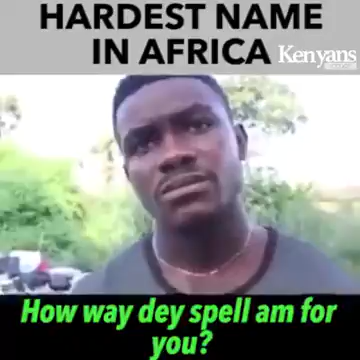 HARDEST NAME
IN AFRICA
Kenyans
How way dey spell am for
you?